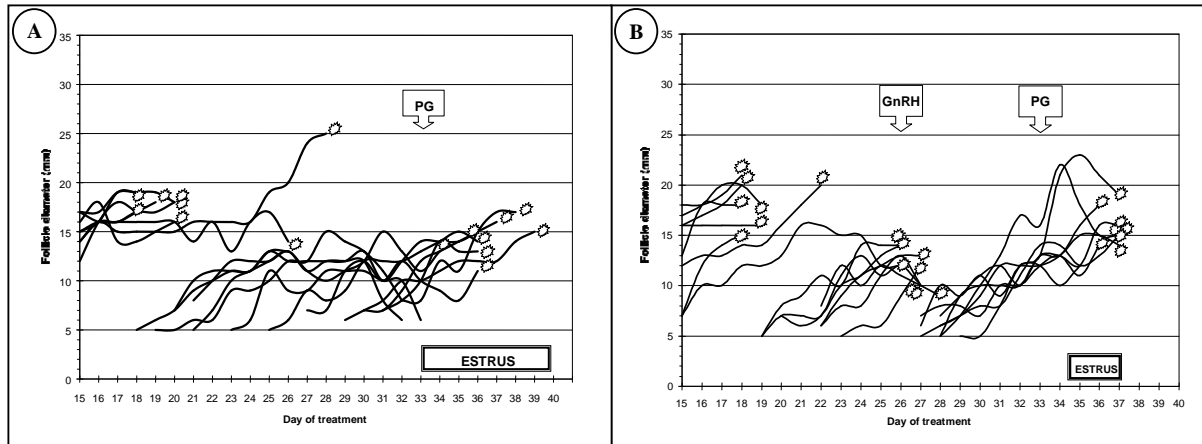 A
35
30
25
20
15
10
5
0
Follicle diameter (mm)
PG
ESTRUS
15 16 17 18 19 20 21 22 23 24 25 26 27 28 29 30 31 32 33 34 35 36 37 38 39 40
Day of treatment
B
35
30
25
20
15
10
5
0
Follicle diameter (mm)
GnRH
PG
ESTRUS
15 16 17 18 19 20 21 22 23 24 25 26 27 28 29 30 31 32 33 34 35 36 37 38 39 40
Day of treatment